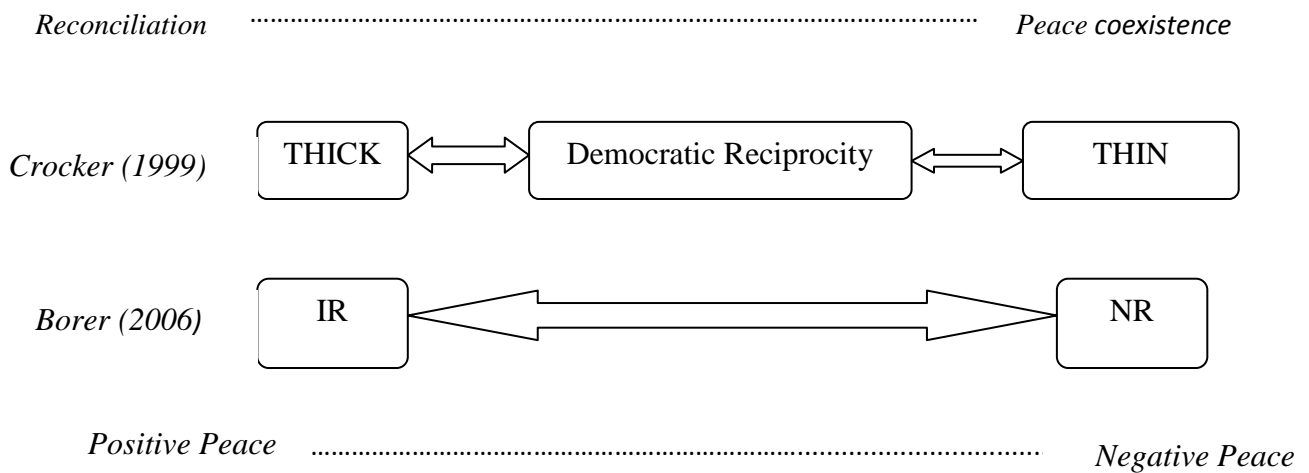 Reconciliation ........................................................................ Peace coexistence
Crocker (1999) THICK Democratic Reciprocity THIN
Borer (2006) IR NR
Positive Peace ........................................................................ Negative Peace